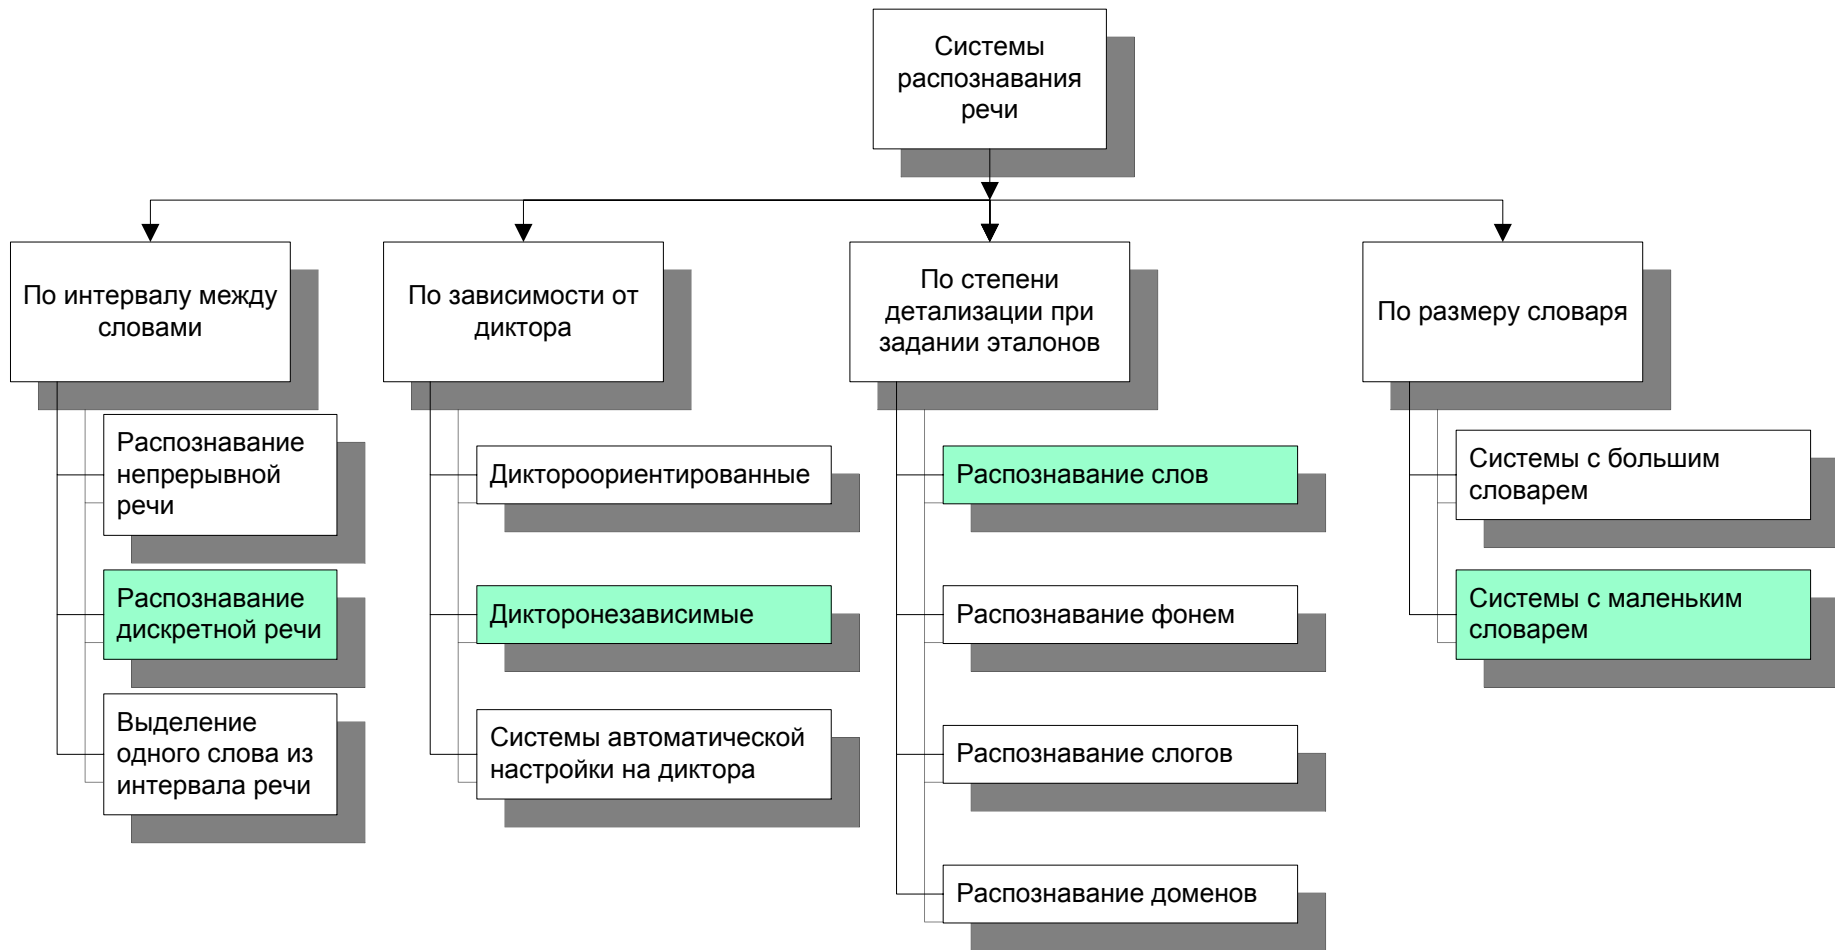 Системы
распознавания
речи
По интервалу между
словами
По зависимости от
диктора
По степени
детализации при
задании эталонов
По размеру словаря
Распознавание
непрерывной
речи
Распознавание
дискретной речи
Выделение
одного слова из
интервала речи
Диктороориентированные
Дикторонезависимые
Системы автоматической
настройки на диктора
Распознавание слов
Распознавание фонем
Распознавание слогов
Распознавание доменов
Системы с большим
словарем
Системы с маленьким
словарем